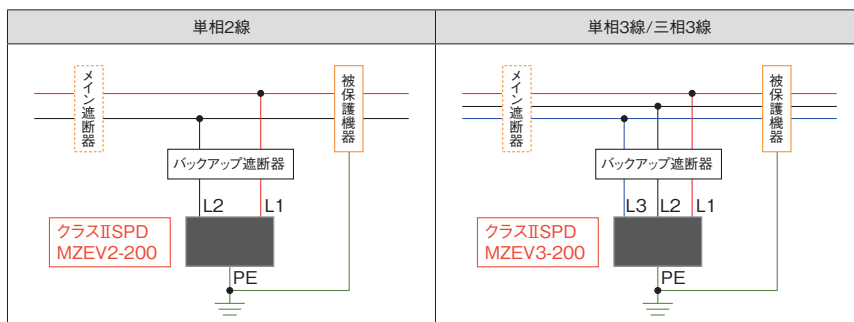 単相2線
単相3線/三相3線
メイン遮断器
被保護機器
バックアップ遮断器
L2
L1
クラスⅡSPD
MZEV2-200
PE
メイン遮断器
被保護機器
バックアップ遮断器
L3
L2
L1
クラスⅡSPD
MZEV3-200
PE